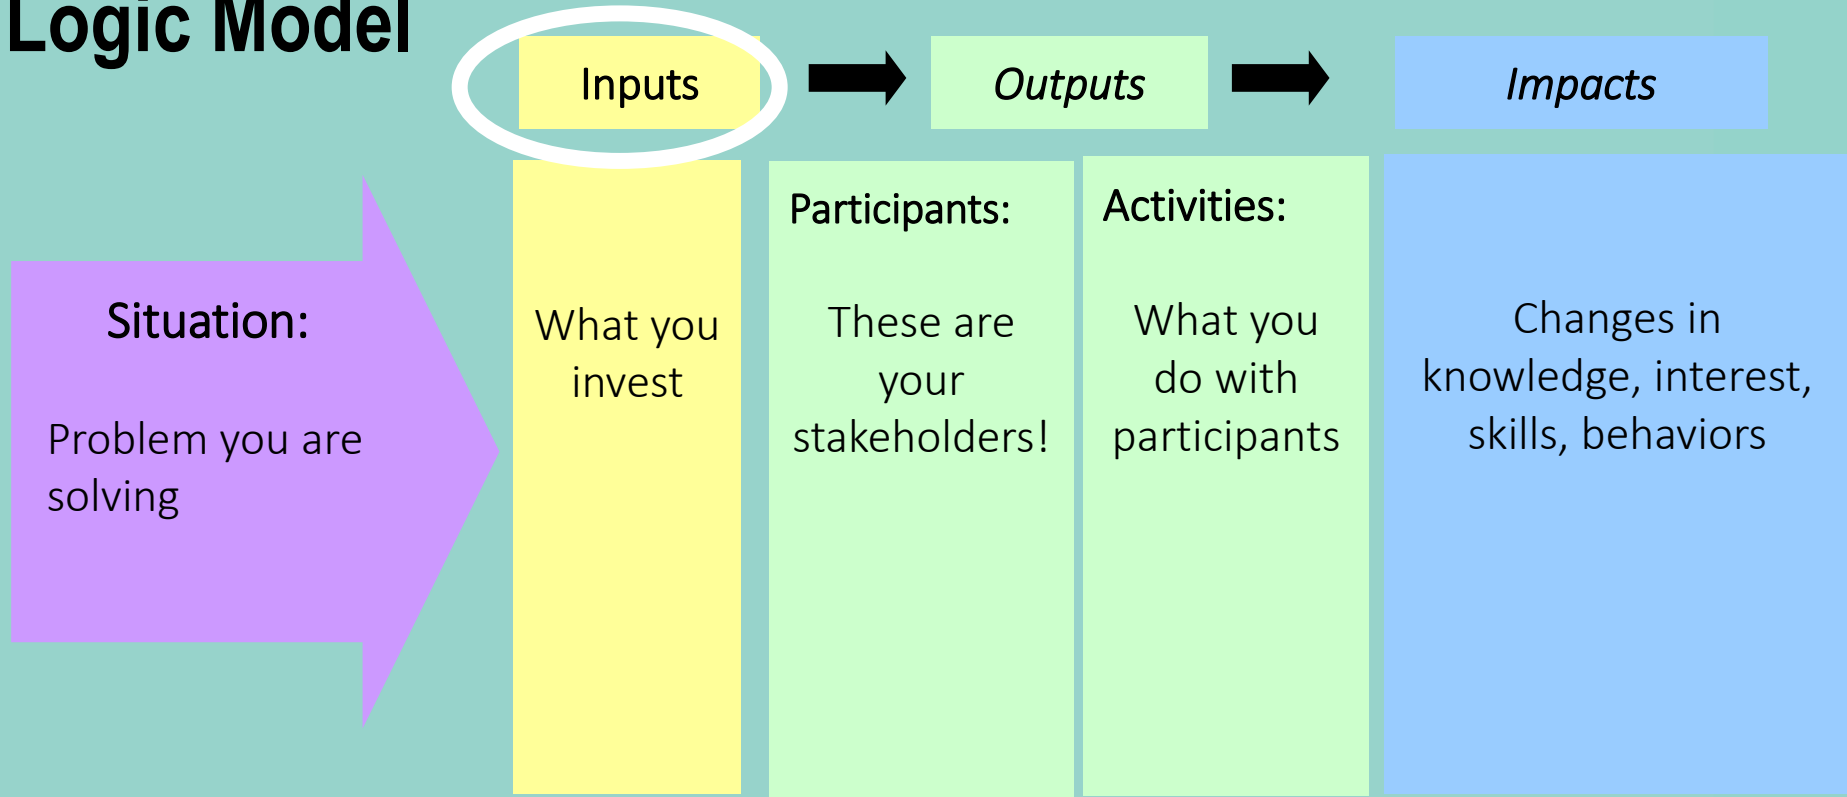 Logic Model
Inputs
Outputs
Impacts
Situation:
Problem you are
solving
What you
invest
Participants:
These are
your
stakeholders!
Activities:
What you
do with
participants
Changes in
knowledge, interest,
skills, behaviors